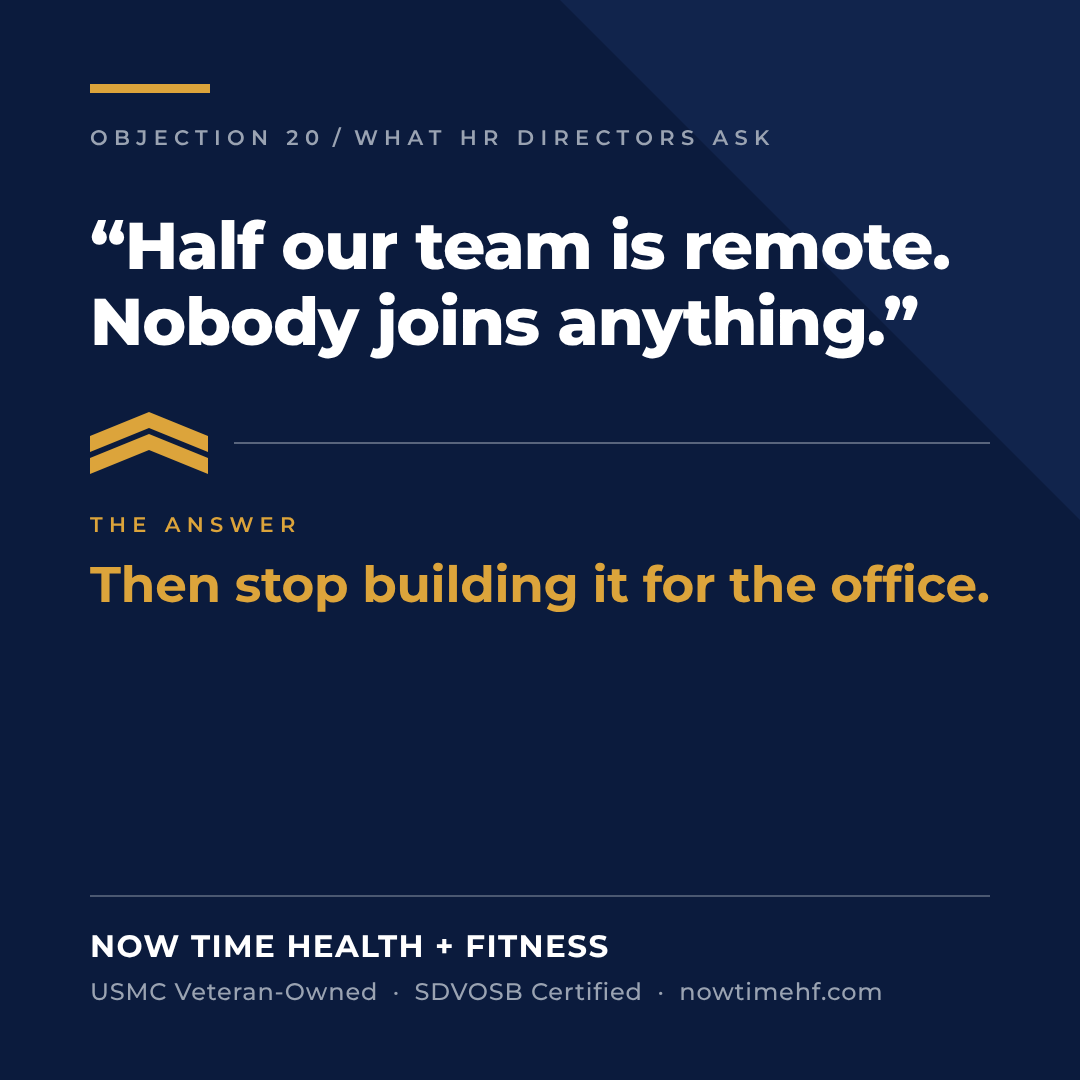 OBJECTION 20 / WHAT HR DIRECTORS ASK
“Half our team is remote.
Nobody joins anything.”
THE ANSWER
Then stop building it for the office.
NOW TIME HEALTH + FITNESS
USMC Veteran-Owned · SDVOSB Certified · nowtimehf.com